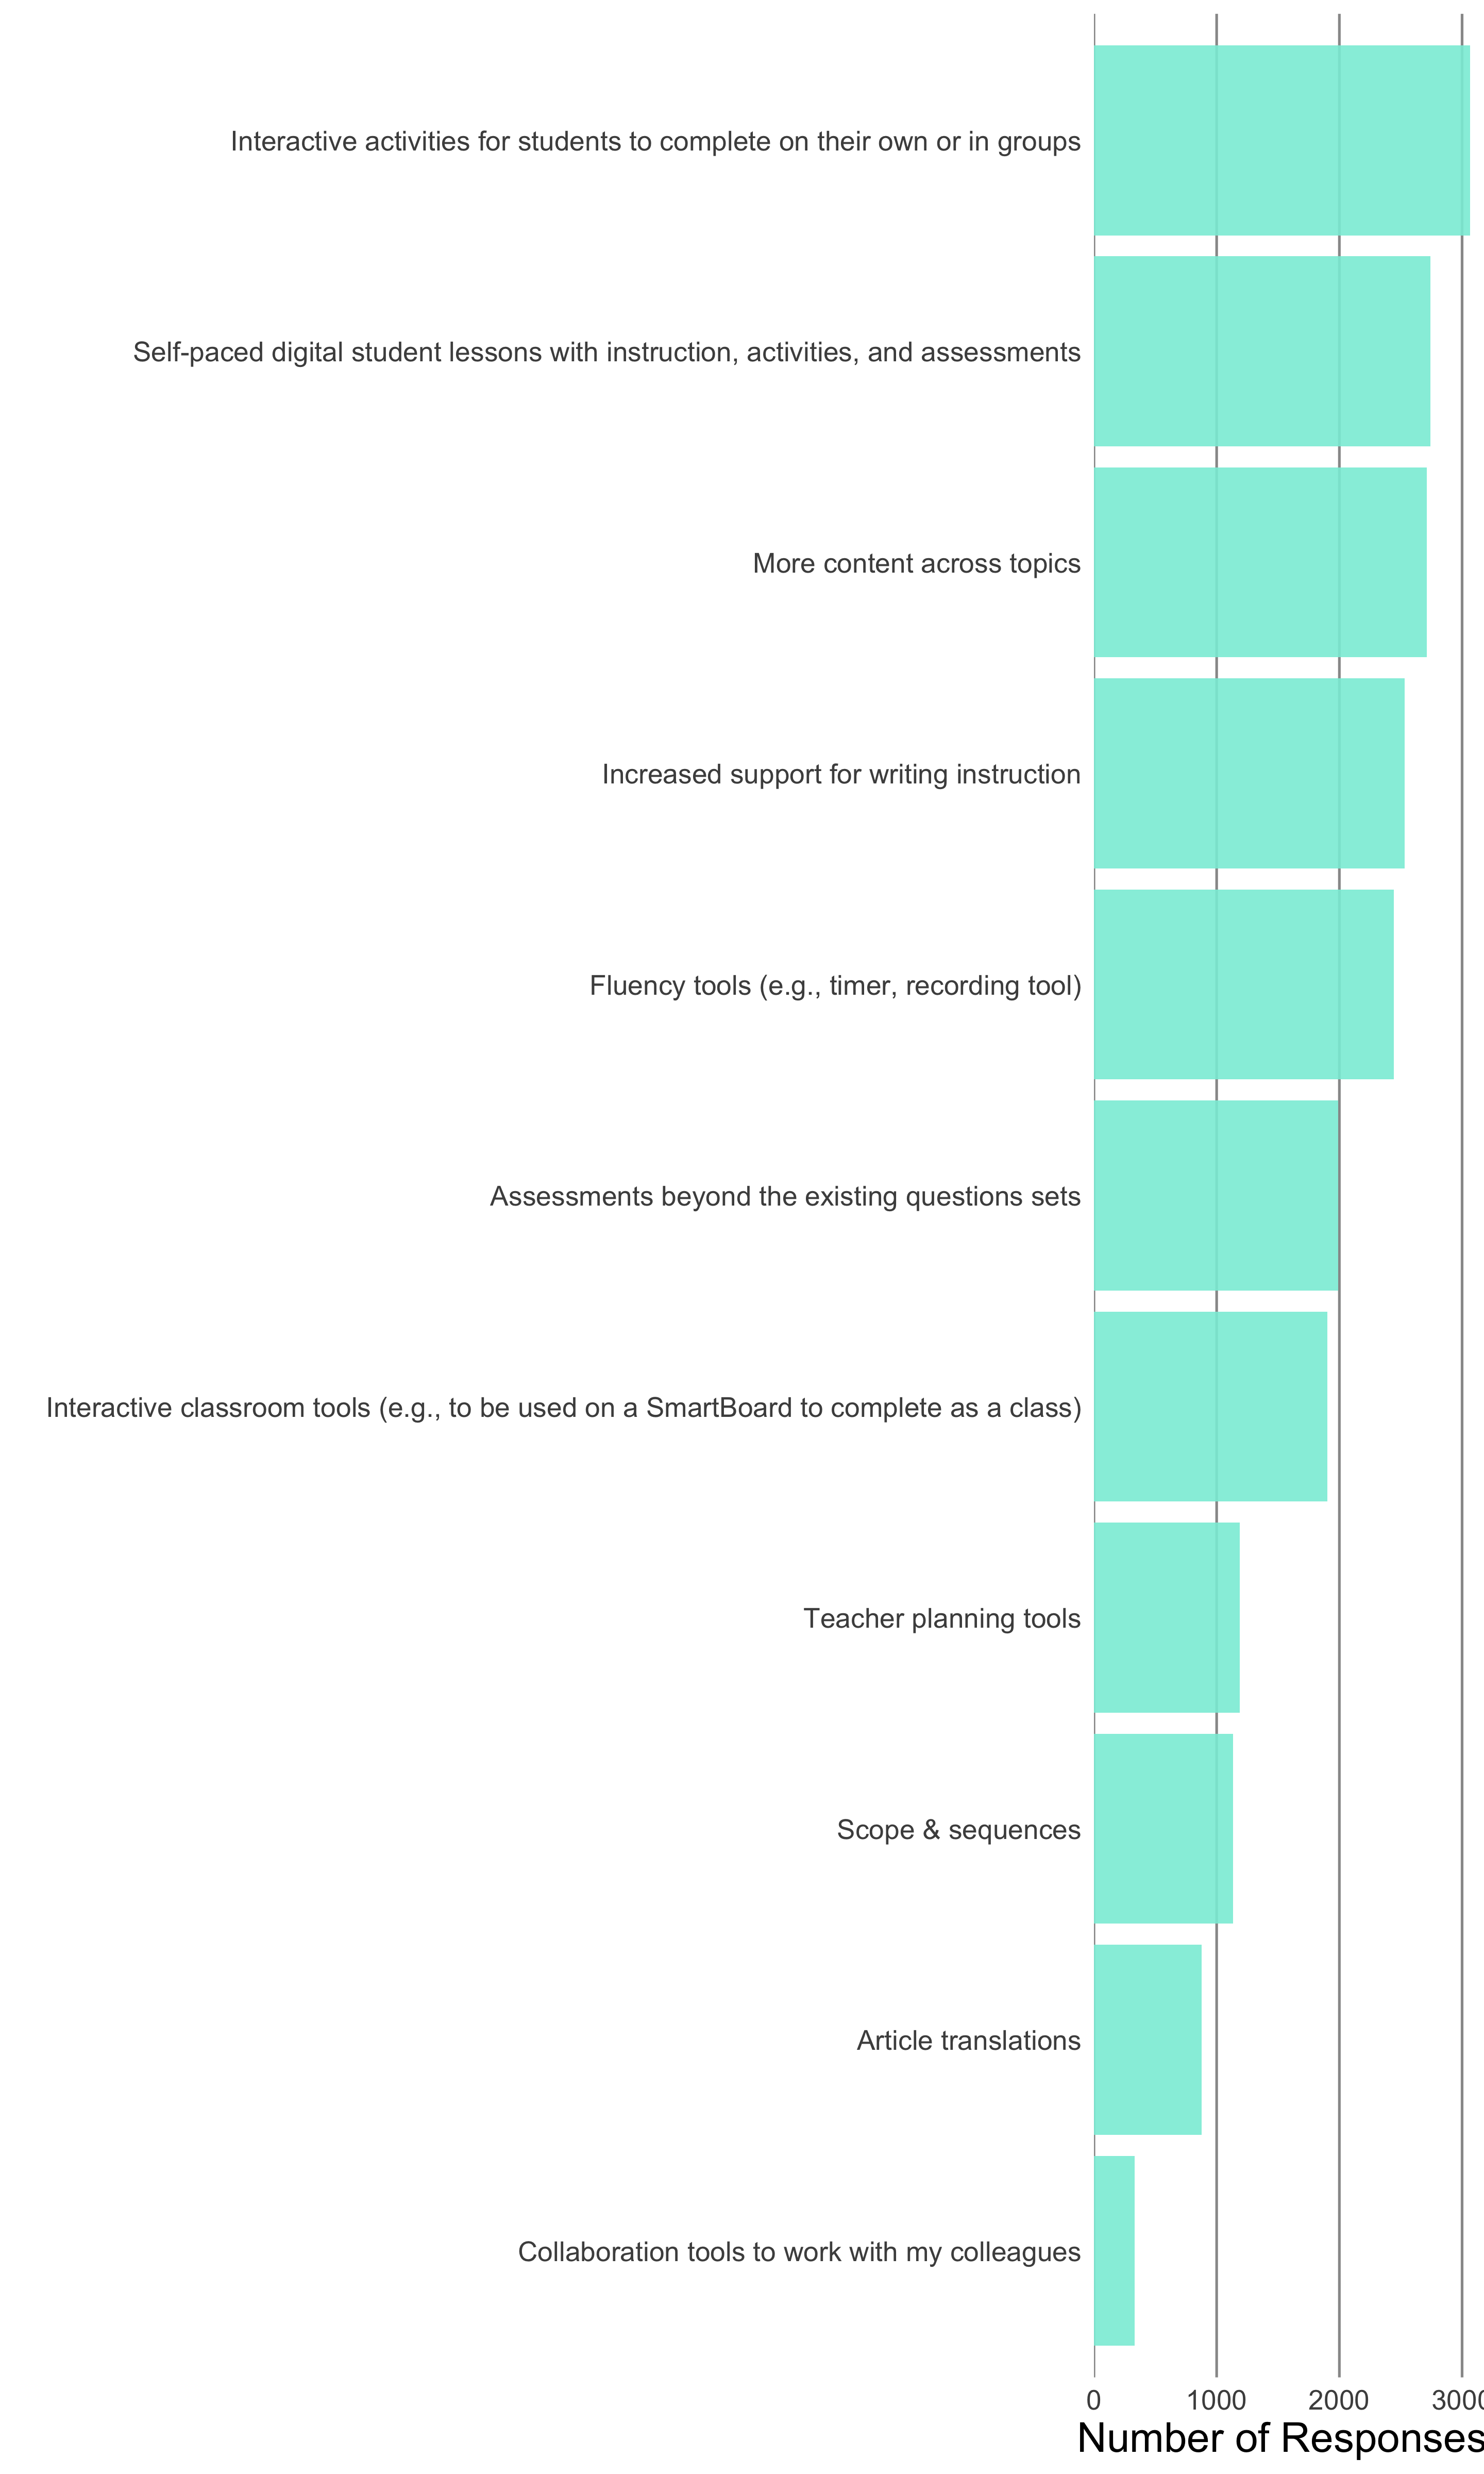 Interactive activities for students to complete on their own or in groups
Self-paced digital student lessons with instruction, activities, and assessments
More content across topics
Increased support for writing instruction
Fluency tools (e.g., timer, recording tool)
Assessments beyond the existing questions sets
Interactive classroom tools (e.g., to be used on a SmartBoard to complete as a class)
Teacher planning tools
Scope & sequences
Article translations
Collaboration tools to work with my colleagues
0 1000 2000 3000
Number of Responses